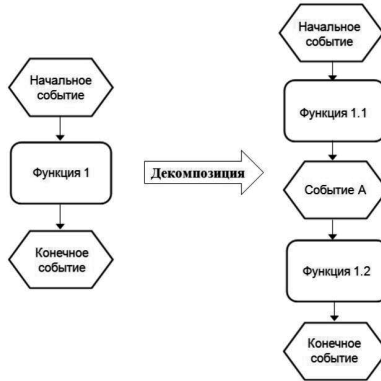 Начальное
событие
Функция 1
Конечное
событие
Декомпозиция
Начальное
событие
Функция 1.1
Событие А
Функция 1.2
Конечное
событие